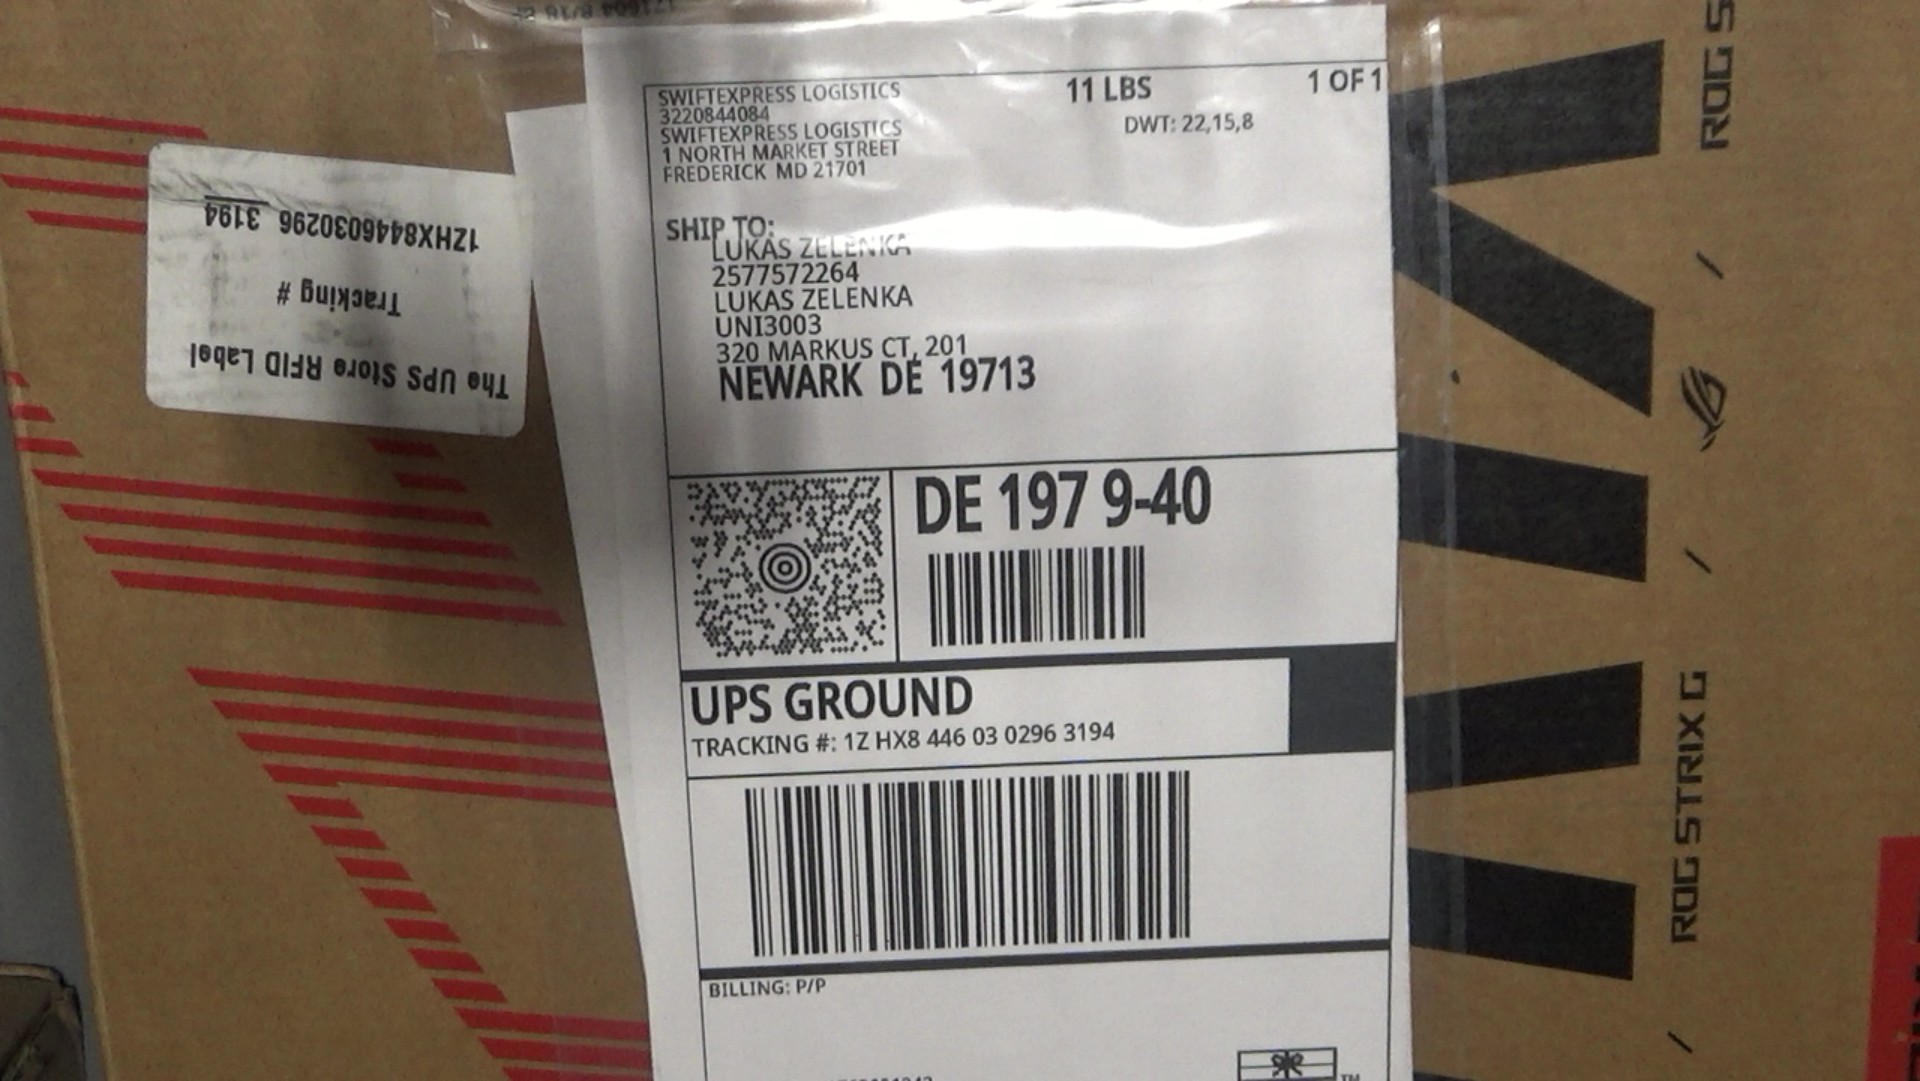 SWIFTEXPRESS LOGISTICS
3220844084
SWIFTEXPRESS LOGISTICS
1 NORTH MARKET STREET
FREDERICK MD 21701
11 LBS
1 OF 1
DWT: 22,15,8
SHIP TO:
LUKAS ZELENKA
2577572264
LUKAS ZELENKA
UNI3003
320 MARKUS CT, 201
NEWARK DE 19713
DE 197 9-40
UPS GROUND
TRACKING #: 1Z HX8 446 03 0296 3194
BILLING: P/P
TM
The UPS Store RFID Label
Tracking #
1ZHX8446030296 3194
ROG S
ROG STRIX G